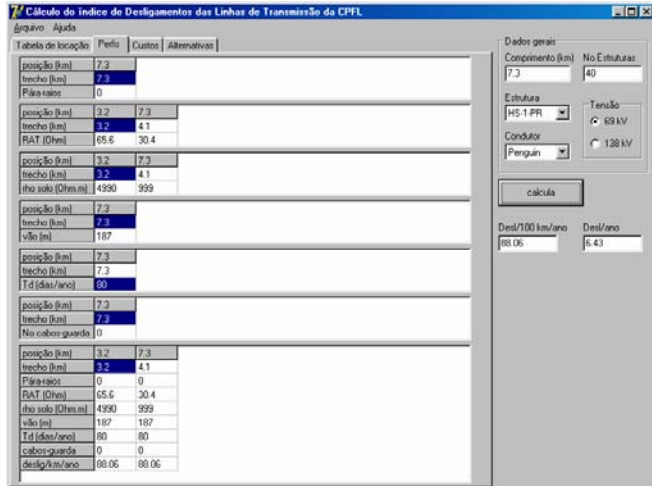 Cálculo do índice de Desligamentos das Linhas de Transmissão da CPFL
Arquivo Ajuda
Tabela de locação Perfis Custos Alternativas
posição (km) 7.3
trecho (km) 7.3
Pára-raios 0
posição (km) 3.2 7.3
trecho (km) 3.2 4.1
RAT (Ohm) 65.6 30.4
posição (km) 3.2 7.3
trecho (km) 3.2 4.1
rho solo (Ohm.m) 4990 999
posição (km) 7.3
trecho (km) 7.3
vão (m) 187
posição (km) 7.3
trecho (km) 7.3
Td (dias/ano) 80
posição (km) 7.3
trecho (km) 7.3
No cabos-guarda 0
posição (km) 3.2 7.3
trecho (km) 3.2 4.1
Pára-raios 0 0
RAT (Ohm) 65.6 30.4
rho solo (Ohm.m) 4990 999
vão (m) 187 187
Td (dias/ano) 80 80
cabos-guarda 0 0
deslig/km/ano 88.06 88.06
Dados gerais
Comprimento (km) No Estruturas
7.3 40
Estrutura
HS-1-PR
Tensão
69 kV
138 kV
Condutor
Penguin
calcula
Desl/100 km/ano Desl/ano
88.06 6.43